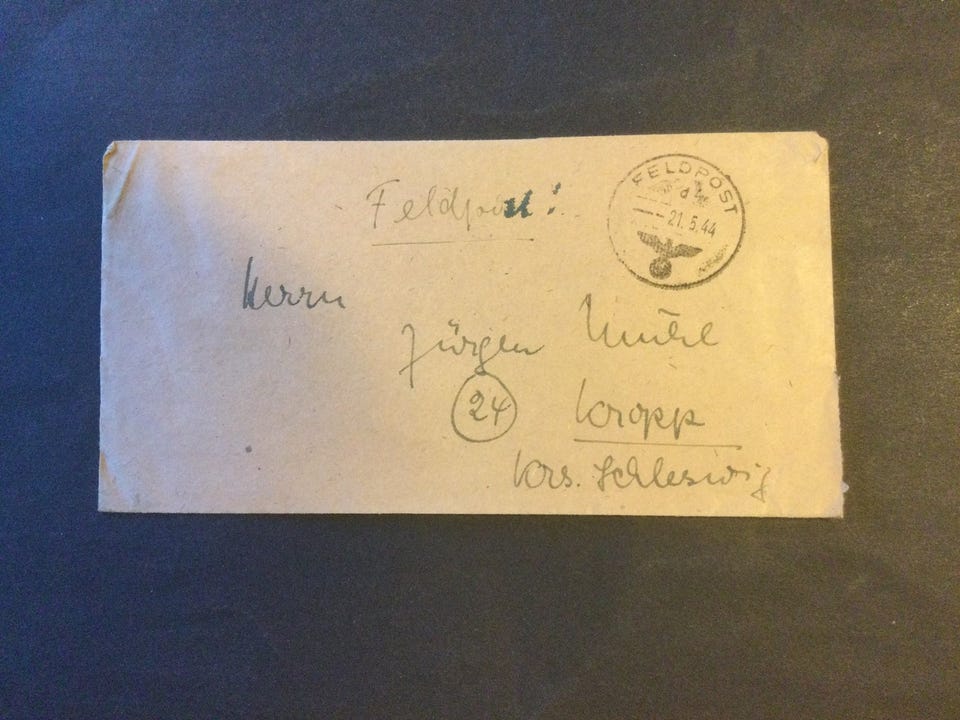 Feldpost!
FELDPOST
d
-21.5.44
Herrn
Jürgen
24
Kropp
Krs. Schleswig